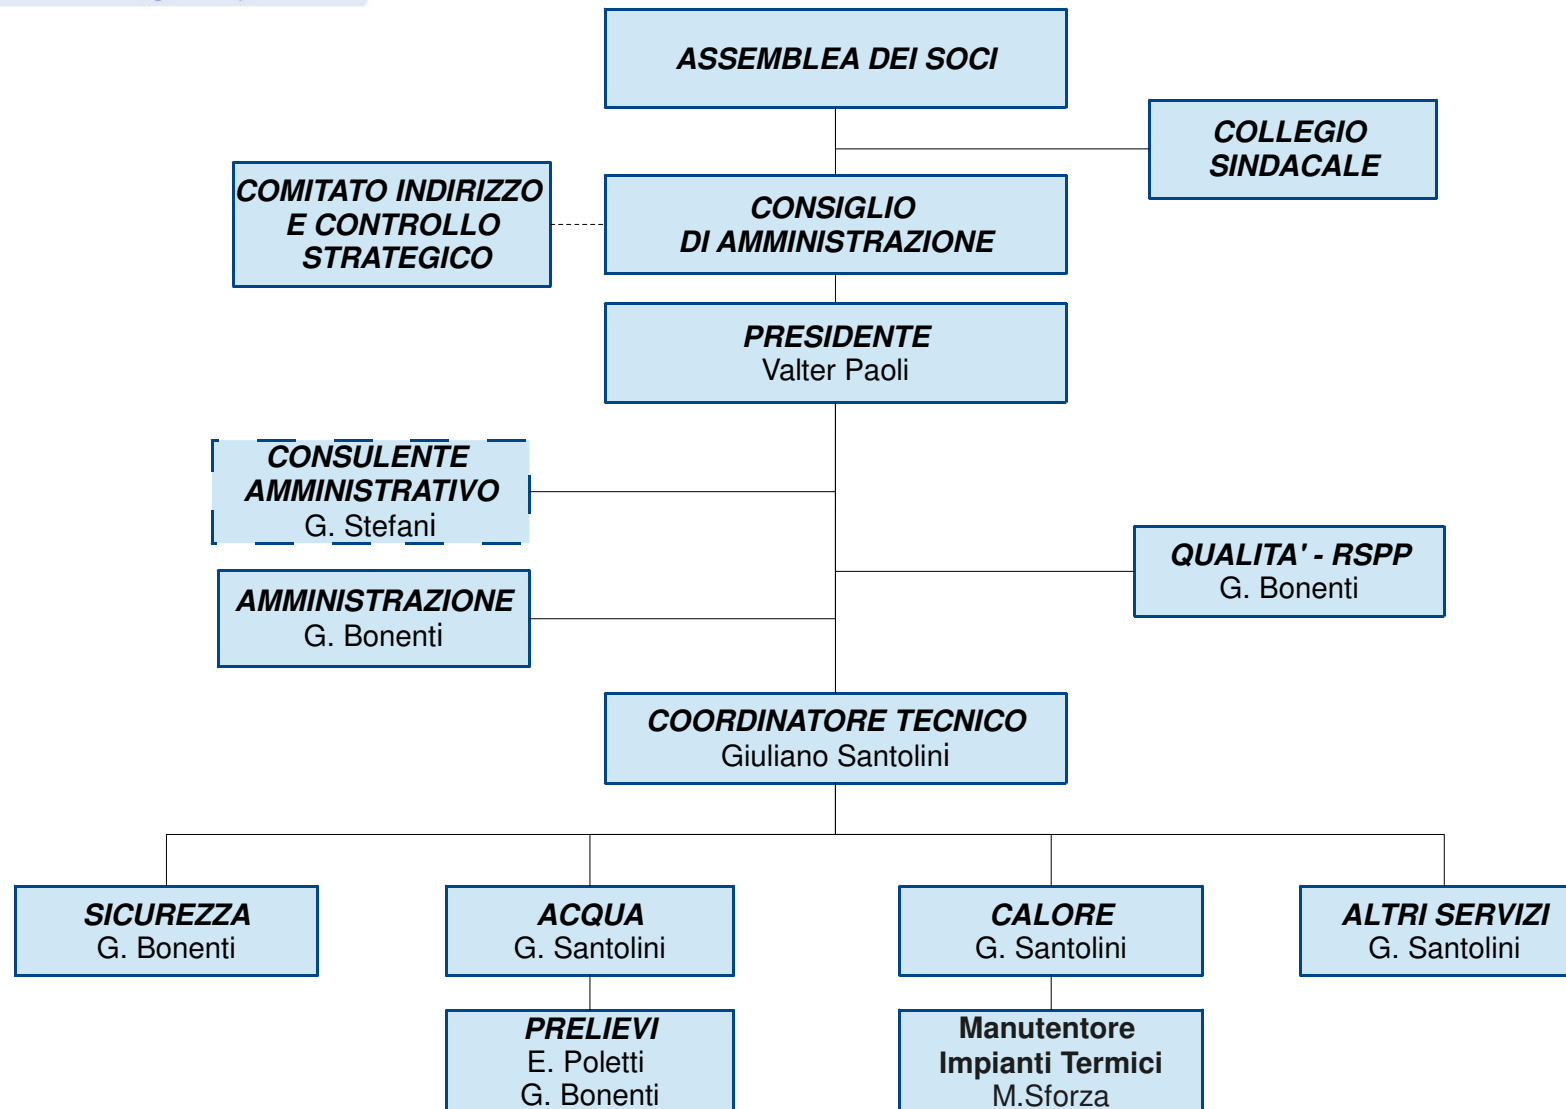 ASSEMBLEA DEI SOCI
COLLEGIO
SINDACALE
COMITATO INDIRIZZO
E CONTROLLO
STRATEGICO
CONSIGLIO
DI AMMINISTRAZIONE
PRESIDENTE
Valter Paoli
CONSULENTE
AMMINISTRATIVO
G. Stefani
QUALITA' - RSPP
G. Bonenti
AMMINISTRAZIONE
G. Bonenti
COORDINATORE TECNICO
Giuliano Santolini
SICUREZZA
G. Bonenti
ACQUA
G. Santolini
CALORE
G. Santolini
ALTRI SERVIZI
G. Santolini
PRELIEVI
E. Poletti
G. Bonenti
Manutentore
Impianti Termici
M.Sforza